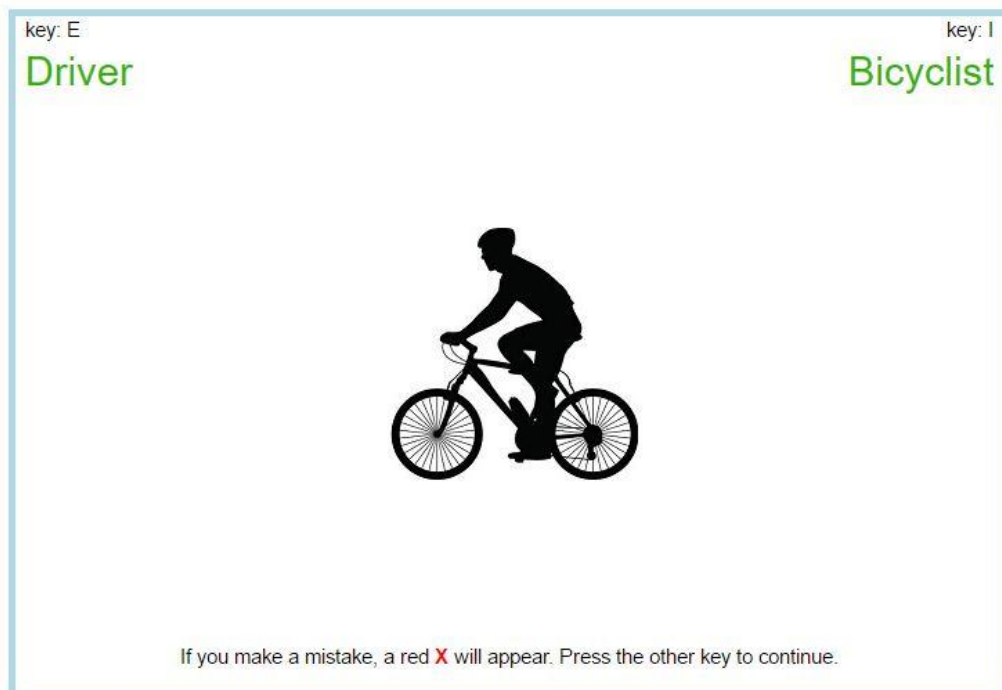 key: E
key: I
Driver
Bicyclist
If you make a mistake, a red X will appear. Press the other key to continue.